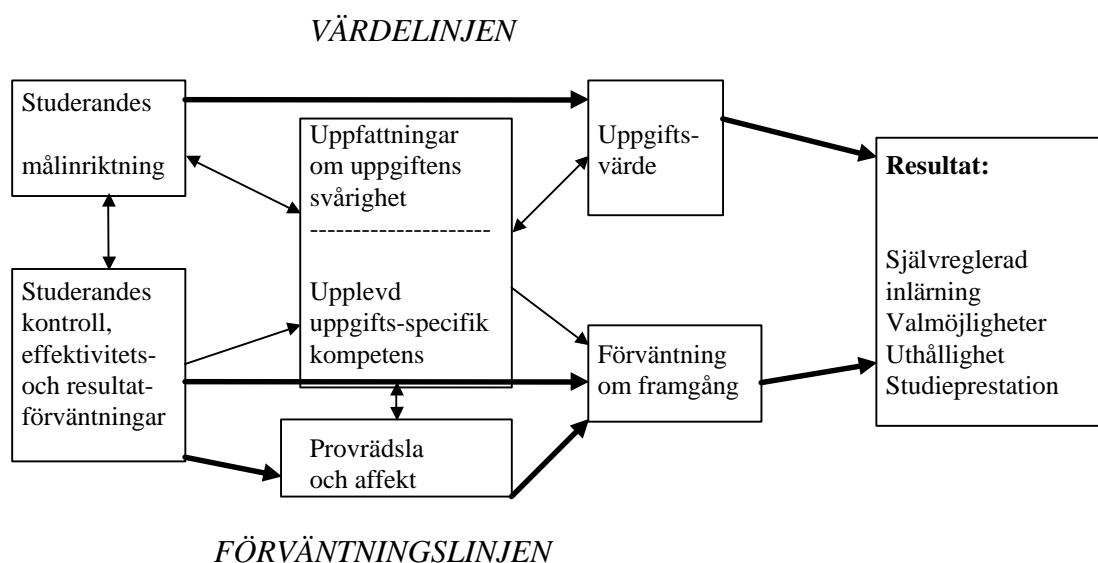 VÄRDELINJEN
Studerandes
målinriktning
Uppfattningar
om uppgiftens
svårighet
---------------------
Upplevd
uppgifts-specifik
kompetens
Uppgifts-
värde
Resultat:
Självreglerad
inlärning
Valmöjligheter
Uthållighet
Studieprestation
Studerandes
kontroll,
effektivitets-
och resultat-
förväntningar
Förväntning
om framgång
Provrädsla
och affekt
FÖRVÄNTNINGSLINJEN